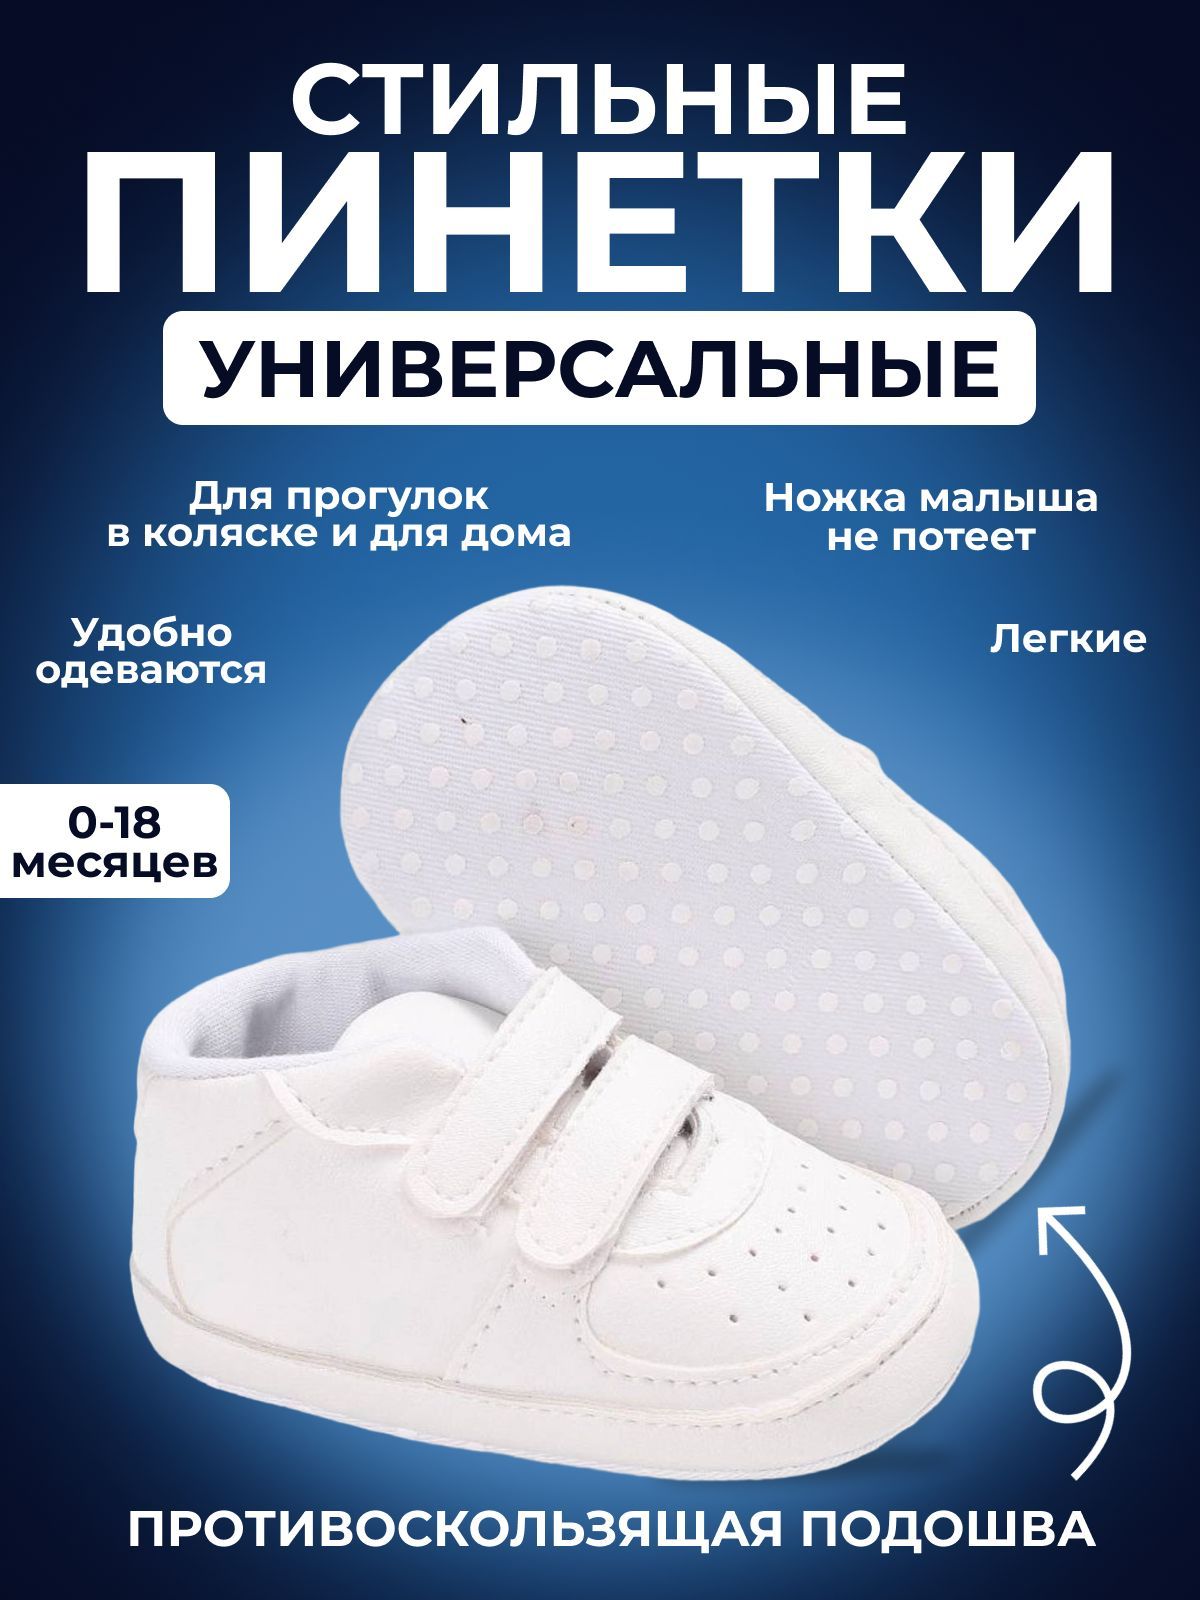 СТИЛЬНЫЕ
ПИНЕТКИ
УНИВЕРСАЛЬНЫЕ
Для прогулок
в коляске и для дома
Ножка малыша
не потеет
Удобно
одеваются
Легкие
0-18
месяцев
ПРОТИВОСКОЛЬЗЯЩАЯ ПОДОШВА